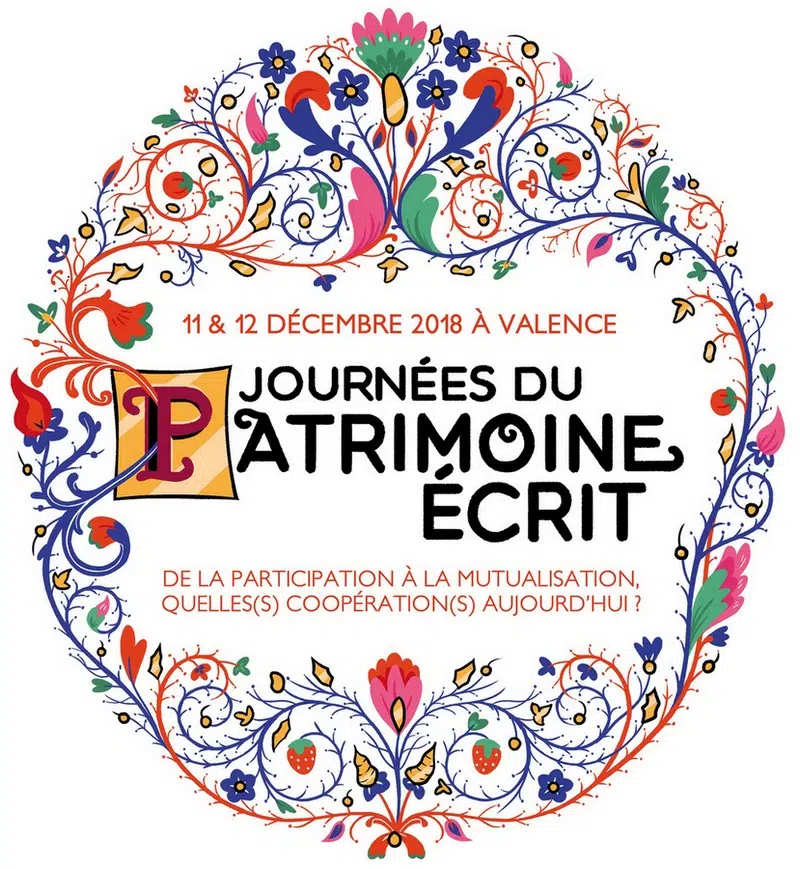 11 & 12 DÉCEMBRE 2018 À VALENCE
JOURNÉES DU
PATRIMOINE
ÉCRIT
DE LA PARTICIPATION À LA MUTUALISATION,
QUELLES(S) COOPÉRATION(S) AUJOURD'HUI ?